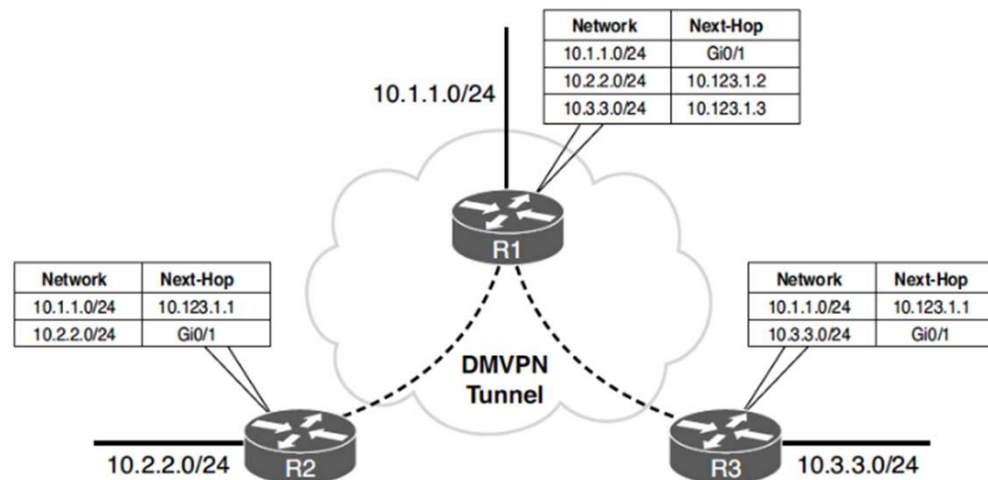 Network Next-Hop
10.1.1.0/24 Gi0/1
10.2.2.0/24 10.123.1.2
10.3.3.0/24 10.123.1.3
10.1.1.0/24
R1
Network Next-Hop
10.1.1.0/24 10.123.1.1
10.2.2.0/24 Gi0/1
Network Next-Hop
10.1.1.0/24 10.123.1.1
10.3.3.0/24 Gi0/1
DMVPN
Tunnel
10.2.2.0/24 R2
R3 10.3.3.0/24